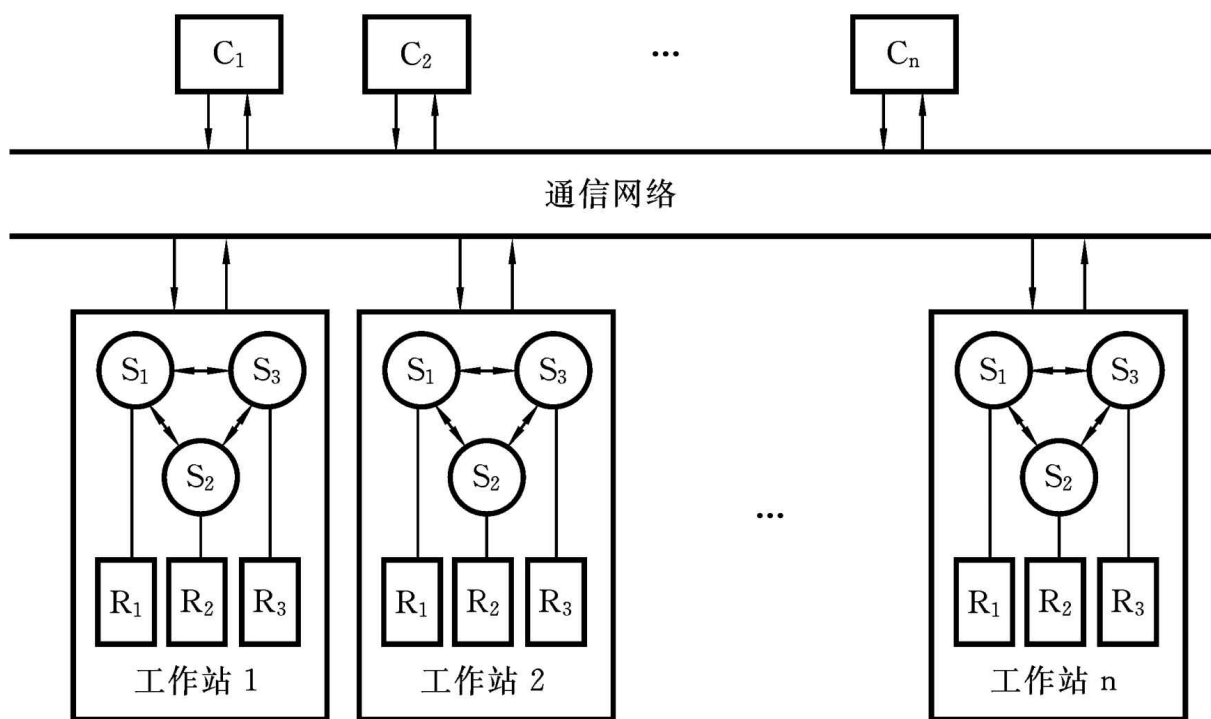 C₁ C₂ ... Cₙ
通信网络
S₁ S₃ S₁ S₃ S₁ S₃
S₂ S₂ S₂
...
R₁ R₂ R₃ R₁ R₂ R₃ R₁ R₂ R₃
工作站 1 工作站 2 工作站 n